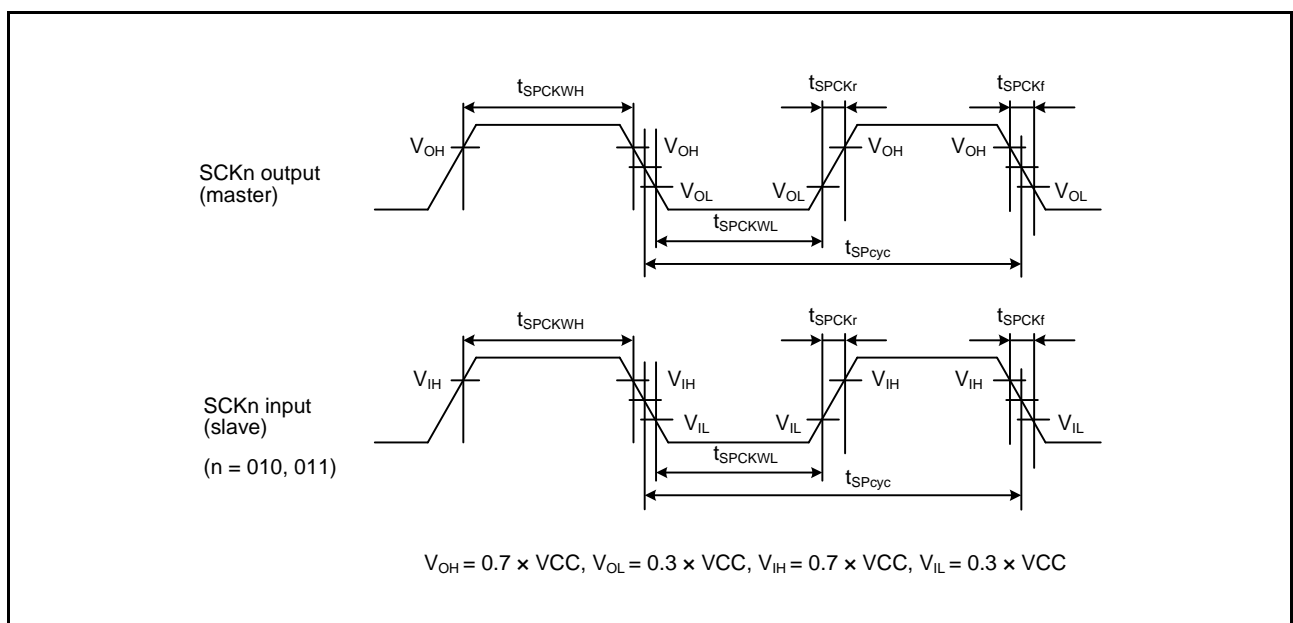 tSPCKWH
tSPCKr
tSPCKf
VOH
VOH
VOH
VOH
SCKn output
(master)
VOL
VOL
VOL
tSPCKWL
tSPcyc
tSPCKWH
tSPCKr
tSPCKf
VIH
VIH
VIH
VIH
SCKn input
(slave)
VIL
VIL
VIL
(n = 010, 011)
tSPCKWL
tSPcyc
VOH = 0.7 × VCC, VOL = 0.3 × VCC, VIH = 0.7 × VCC, VIL = 0.3 × VCC